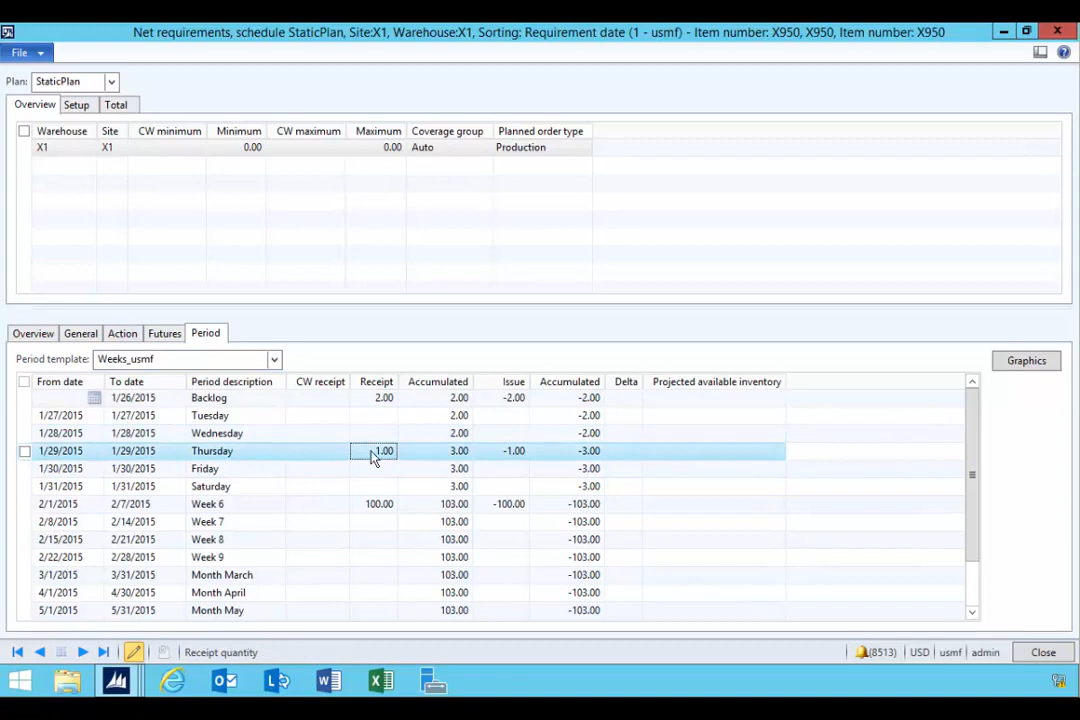 Net requirements, schedule StaticPlan, Site:X1, Warehouse:X1, Sorting: Requirement date (1 - usmf) - Item number: X950, X950, Item number: X950
File
Plan: StaticPlan
Overview Setup Total
Warehouse Site CW minimum Minimum CW maximum Maximum Coverage group Planned order type
X1 X1 0.00 0.00 Auto Production
Overview General Action Futures Period
Period template: Weeks_usmf Graphics
From date To date Period description CW receipt Receipt Accumulated Issue Accumulated Delta Projected available inventory
1/26/2015 Backlog 2.00 2.00 -2.00 -2.00
1/27/2015 1/27/2015 Tuesday 2.00 -2.00
1/28/2015 1/28/2015 Wednesday 2.00 -2.00
1/29/2015 1/29/2015 Thursday 1.00 3.00 -1.00 -3.00
1/30/2015 1/30/2015 Friday 3.00 -3.00
1/31/2015 1/31/2015 Saturday 3.00 -3.00
2/1/2015 2/7/2015 Week 6 100.00 103.00 -100.00 -103.00
2/8/2015 2/14/2015 Week 7 103.00 -103.00
2/15/2015 2/21/2015 Week 8 103.00 -103.00
2/22/2015 2/28/2015 Week 9 103.00 -103.00
3/1/2015 3/31/2015 Month March 103.00 -103.00
4/1/2015 4/30/2015 Month April 103.00 -103.00
5/1/2015 5/31/2015 Month May 103.00 -103.00
Receipt quantity (8513) USD usmf admin Close